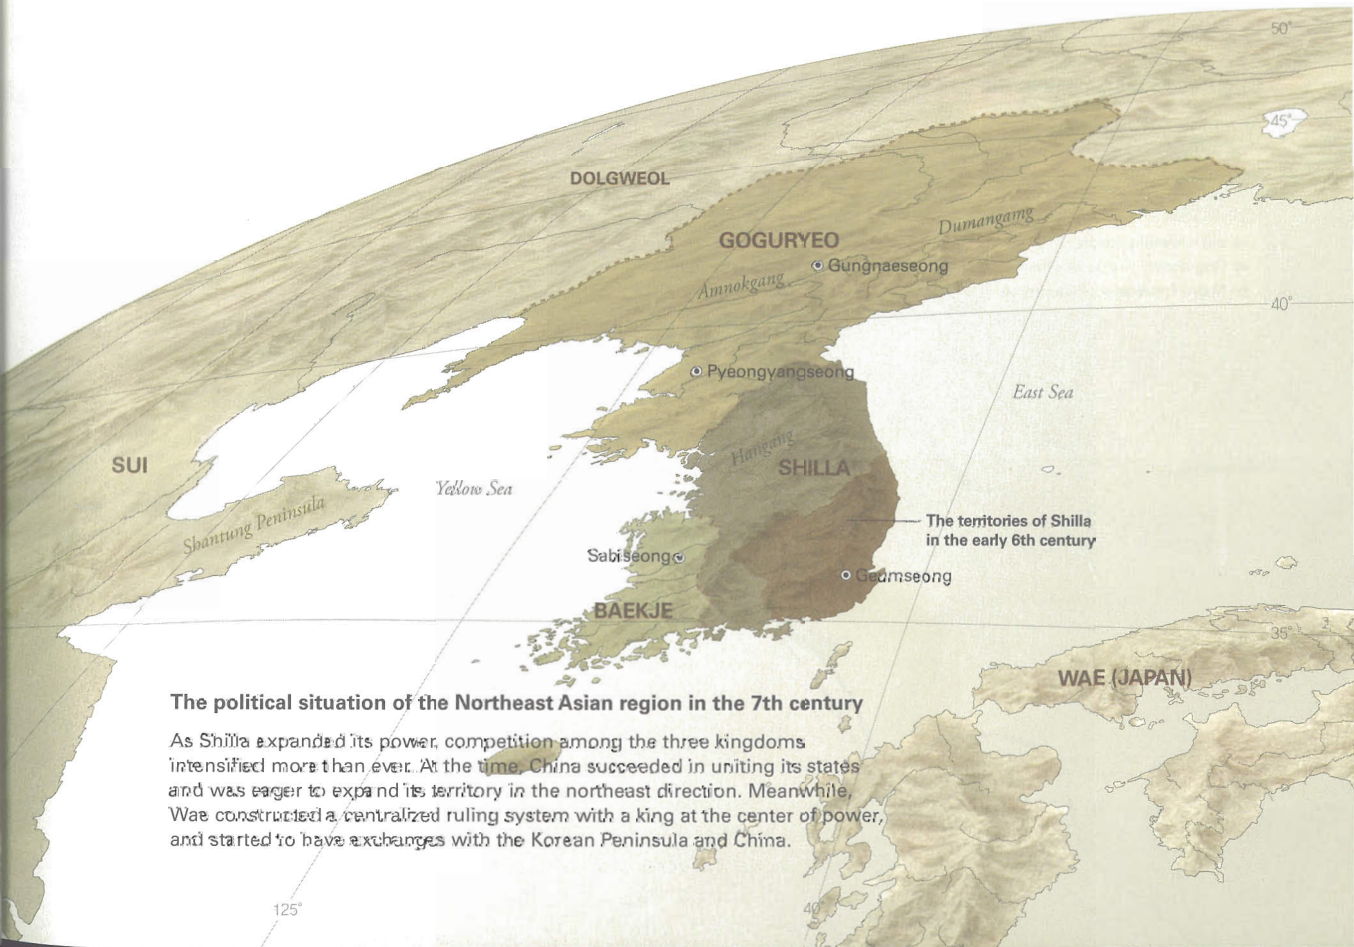 50°
45°
DOLGWEOL
Dumangamg
GOGURYEO
Gungnaeseong
Amnokgang
40°
Pyeongyangseong
East Sea
Hangang
SUI
SHILLA
Yellow Sea
Shantung Peninsula
The territories of Shilla
in the early 6th century
Sabiseong
Geumseong
BAEKJE
35°
WAE (JAPAN)
The political situation of the Northeast Asian region in the 7th century
As Shilla expanded its power, competition among the three kingdoms
intensified more than ever. At the time, China succeeded in uniting its states
and was eager to expand its territory in the northeast direction. Meanwhile,
Wae constructed a centralized ruling system with a king at the center of power,
and started to have exchanges with the Korean Peninsula and China.
125°
40°